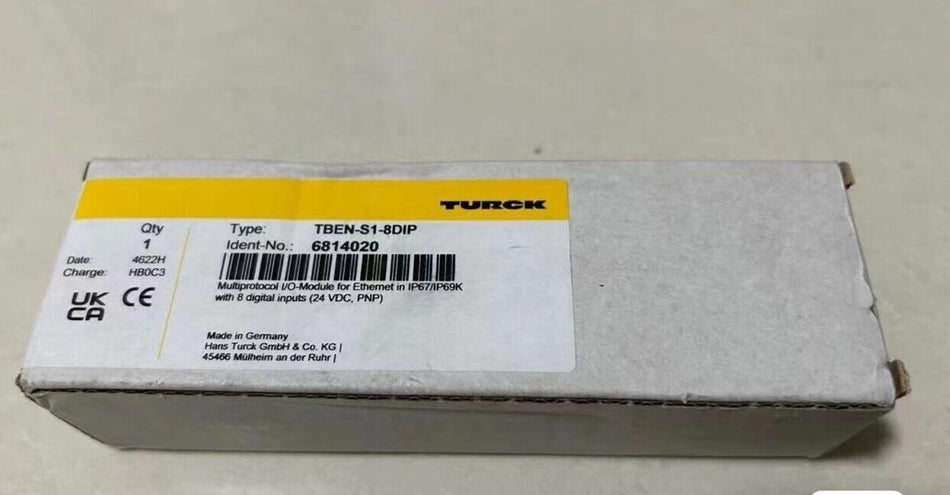 TURCK
Qty
1
Date: 4622H
Charge: HB0C3
UK
CA
CE
Type: TBEN-S1-8DIP
Ident-No.: 6814020
Multiprotocol I/O-Module for Ethernet in IP67/IP69K
with 8 digital inputs (24 VDC, PNP)
Made in Germany
Hans Turck GmbH & Co. KG |
45466 Mülheim an der Ruhr |